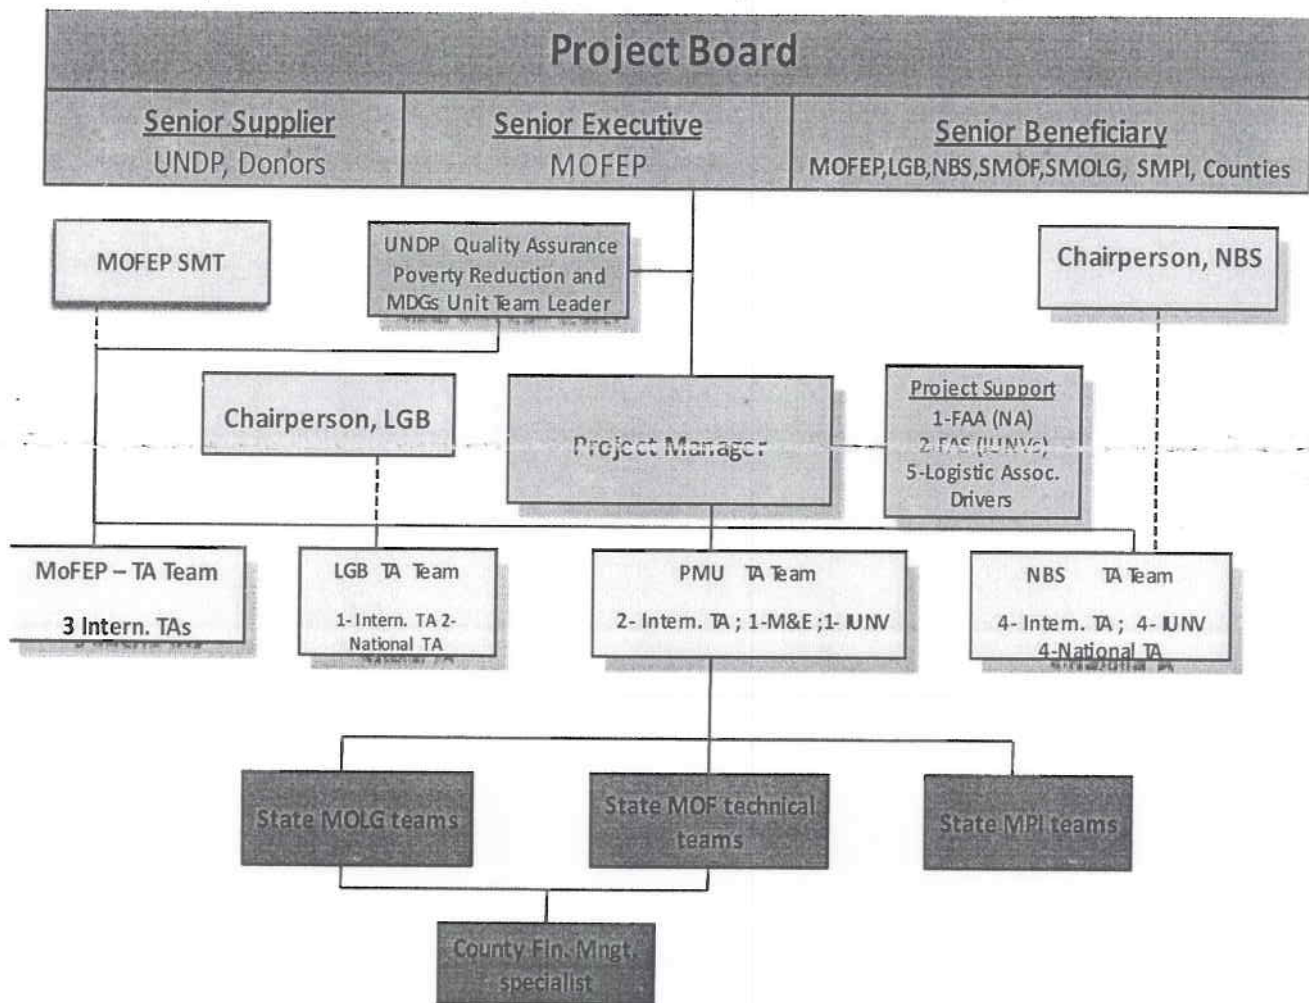 Project Board
Senior Supplier
UNDP, Donors
Senior Executive
MOFEP
Senior Beneficiary
MOFEP,LGB,NBS,SMOF,SMOLG, SMPI, Counties
MOFEP SMT
UNDP Quality Assurance
Poverty Reduction and
MDGs Unit Team Leader
Chairperson, NBS
Chairperson, LGB
Project Manager
Project Support
1-FAA (NA)
2-FAS (IUNVs)
5-Logistic Assoc.
Drivers
MoFEP – TA Team
3 Intern. TAs
LGB TA Team
1- Intern. TA 2-
National TA
PMU TA Team
2- Intern. TA ; 1-M&E ;1- IUNV
NBS TA Team
4- Intern. TA ; 4- IUNV
4-National TA
State MOLG teams
State MOF technical
teams
State MPI teams
County Fin. Mngt.
specialist